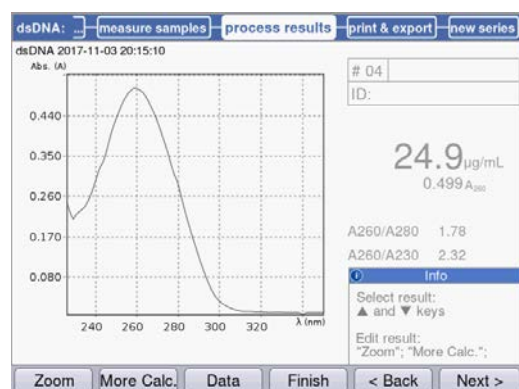 dsDNA: ... measure samples process results print & export new series
dsDNA 2017-11-03 20:15:10
Abs. (A)
0.440
0.350
0.260
0.170
0.080
240 260 280 300 320 λ (nm)
# 04
ID:
24.9 µg/mL
0.499 A260
A260/A280 1.78
A260/A230 2.32
i Info
Select result:
▲ and ▼ keys
Edit result:
"Zoom"; "More Calc.";
Zoom More Calc. Data Finish < Back Next >